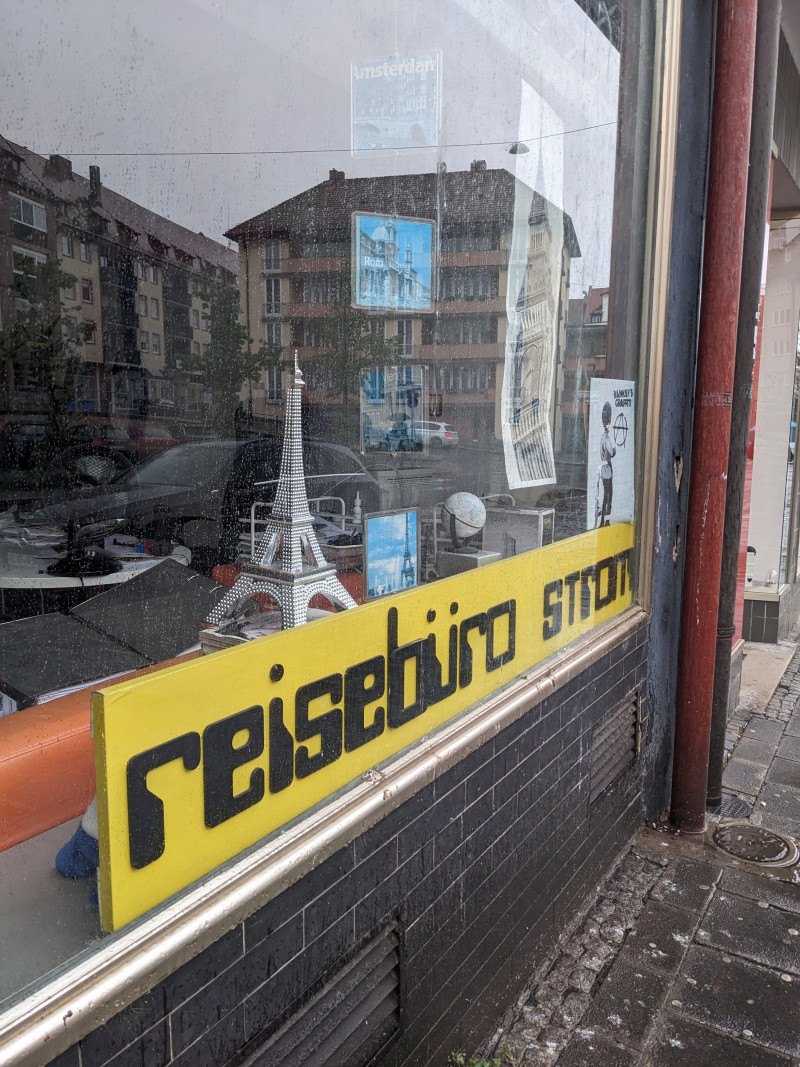 Amsterdam
Rom
BANKSY'S
GRAFFITI
reisebüro STROM